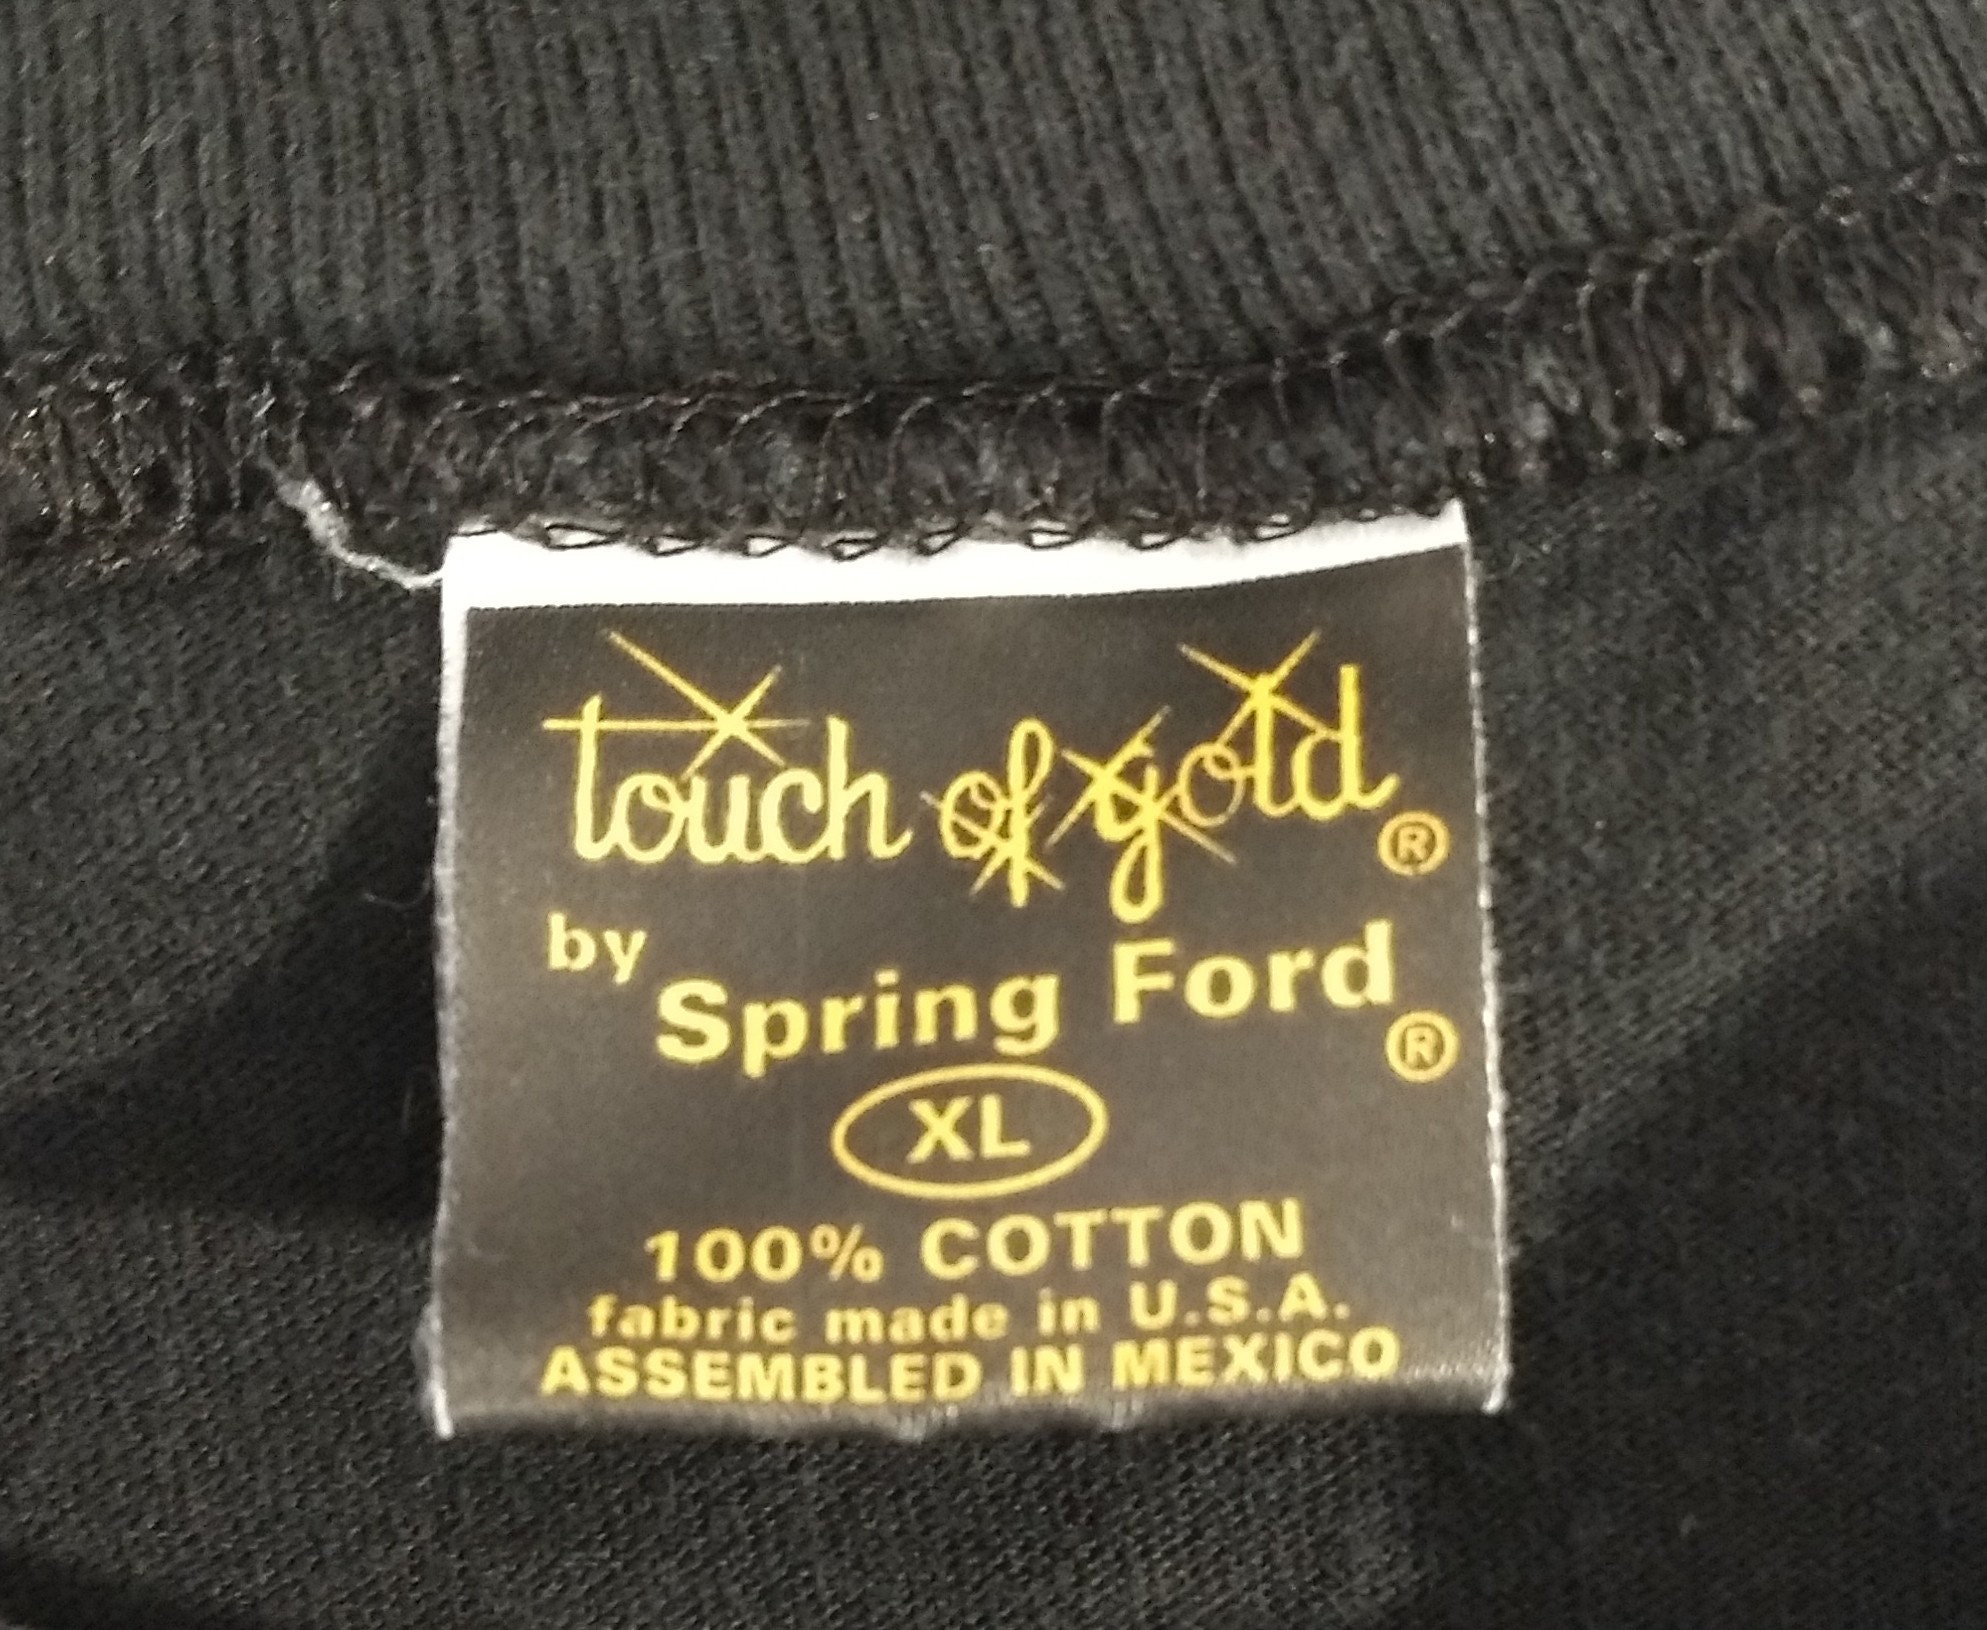 touch of gold ®
by Spring Ford ®
XL
100% COTTON
fabric made in U.S.A.
ASSEMBLED IN MEXICO